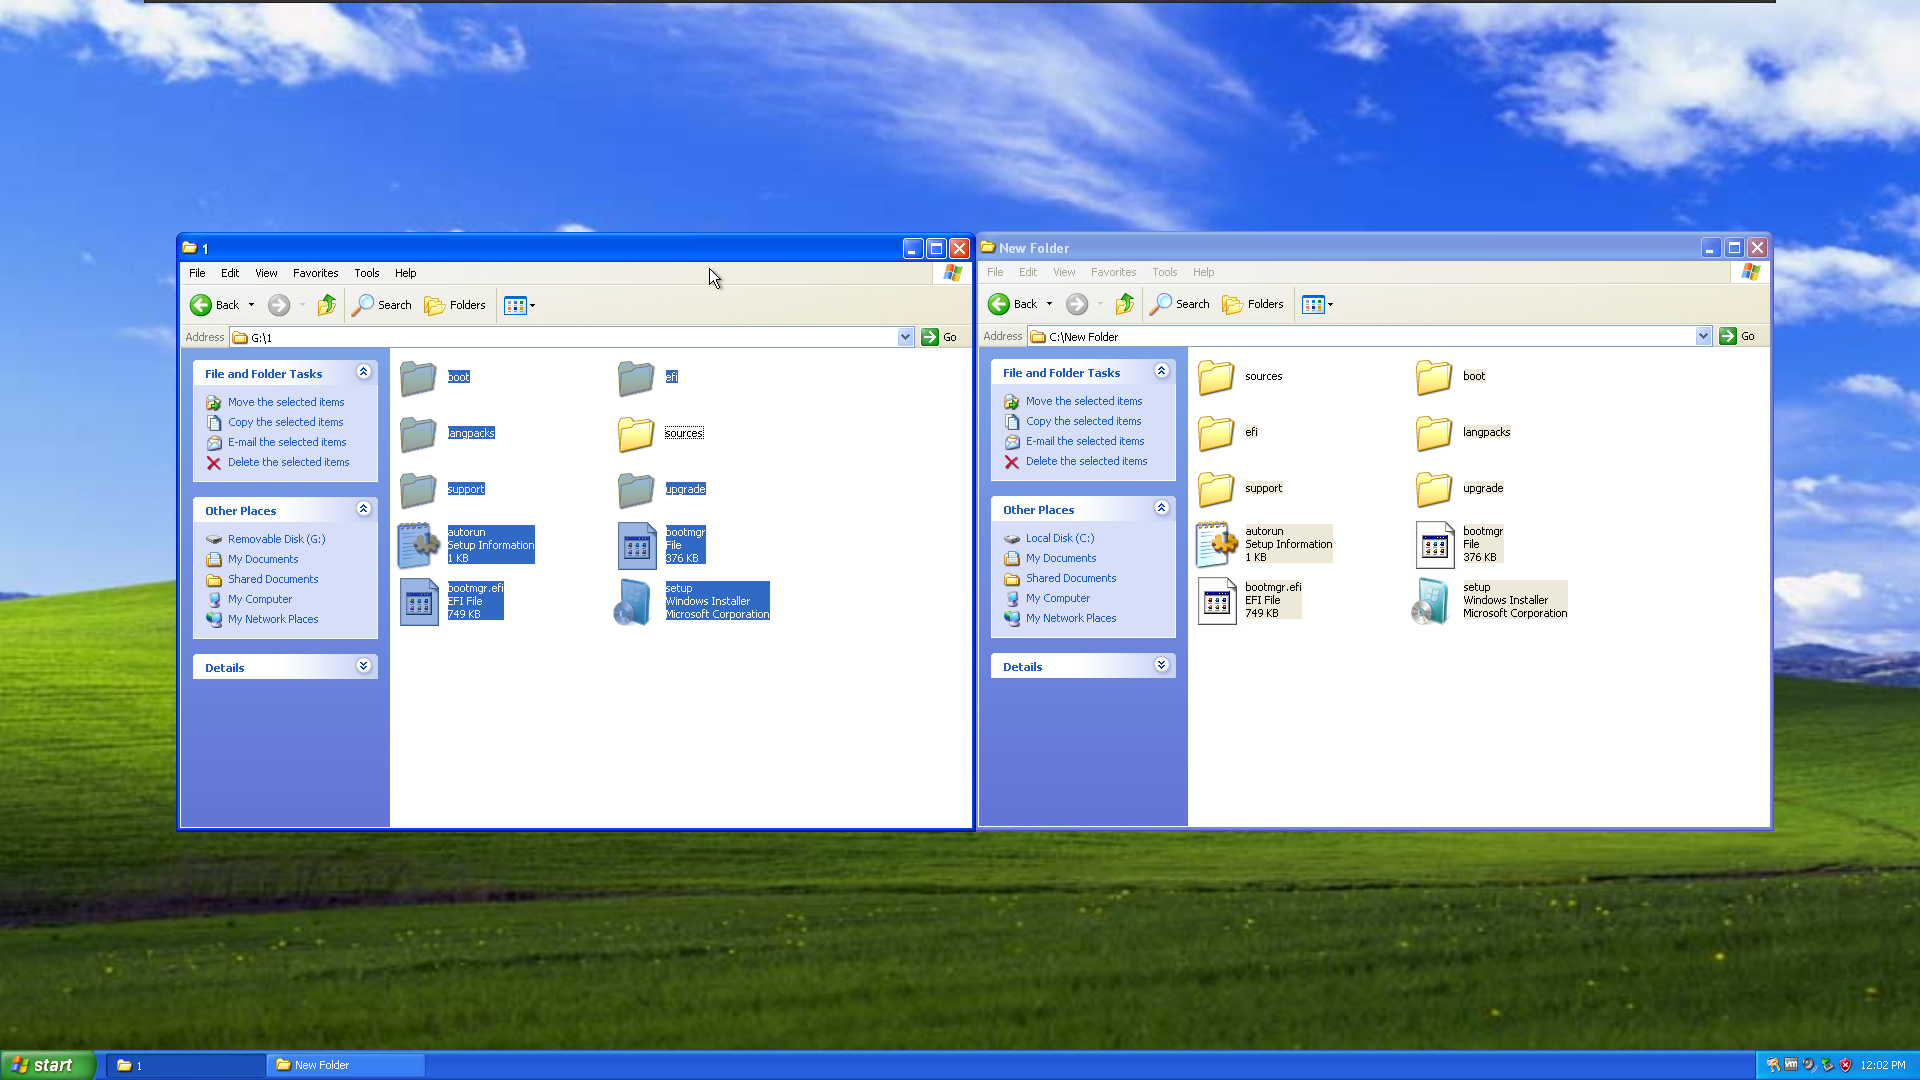 1
File Edit View Favorites Tools Help
Back Search Folders
Address G:\1 Go
File and Folder Tasks
Move the selected items
Copy the selected items
E-mail the selected items
Delete the selected items
Other Places
Removable Disk (G:)
My Documents
Shared Documents
My Computer
My Network Places
Details
boot
efi
langpacks
sources
support
upgrade
autorun
Setup Information
1 KB
bootmgr
File
376 KB
bootmgr.efi
EFI File
749 KB
setup
Windows Installer
Microsoft Corporation
New Folder
File Edit View Favorites Tools Help
Back Search Folders
Address C:\New Folder Go
File and Folder Tasks
Move the selected items
Copy the selected items
E-mail the selected items
Delete the selected items
Other Places
Local Disk (C:)
My Documents
Shared Documents
My Computer
My Network Places
Details
sources
boot
efi
langpacks
support
upgrade
autorun
Setup Information
1 KB
bootmgr
File
376 KB
bootmgr.efi
EFI File
749 KB
setup
Windows Installer
Microsoft Corporation
start 1 New Folder 12:02 PM